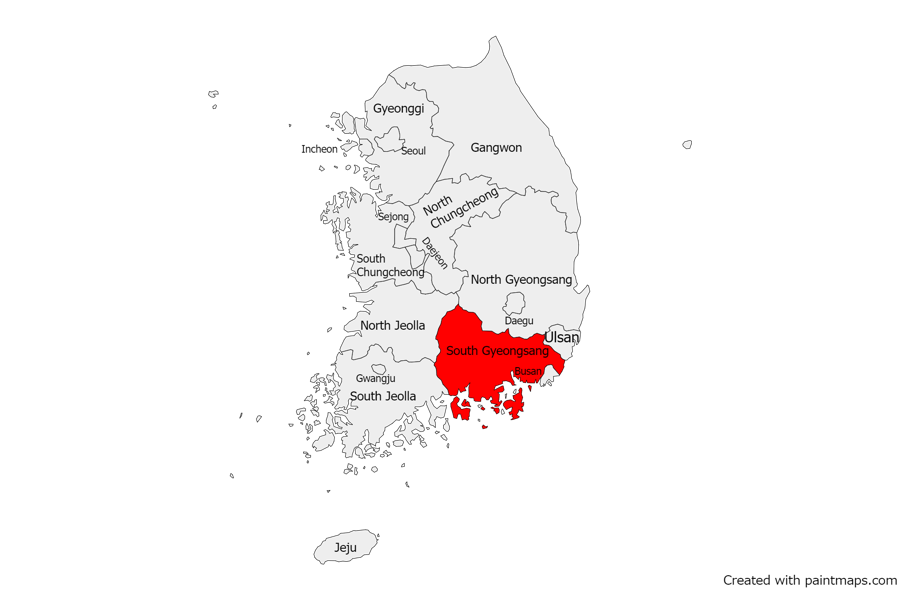 Gyeonggi
Incheon
Seoul
Gangwon
North
Chungcheong
Sejong
Daejeon
South
Chungcheong
North Gyeongsang
Daegu
North Jeolla
Ulsan
South Gyeongsang
Busan
Gwangju
South Jeolla
Jeju
Created with paintmaps.com